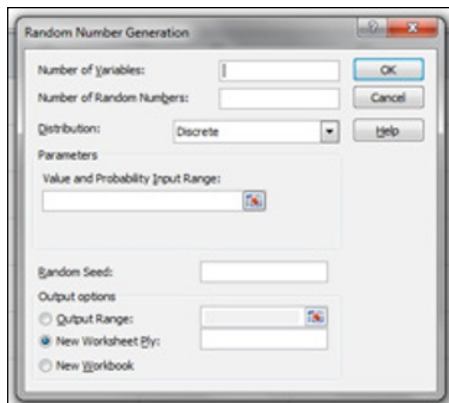 Random Number Generation
Number of Variables:
OK
Number of Random Numbers:
Cancel
Distribution:
Discrete
Help
Parameters
Value and Probability Input Range:
Random Seed:
Output options
Output Range:
New Worksheet Ply:
New Workbook